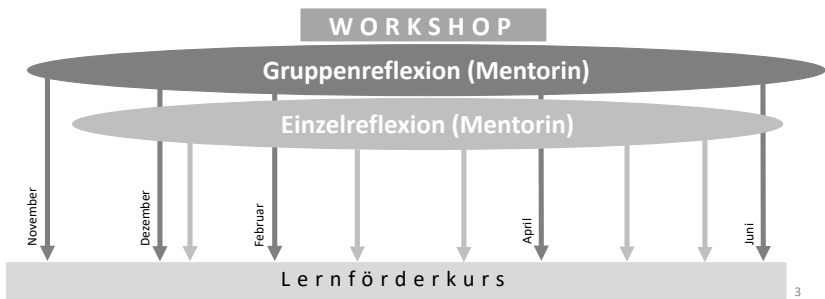 WORKSHOP
Gruppenreflexion (Mentorin)
Einzelreflexion (Mentorin)
November
Dezember
Februar
April
Juni
Lernförderkurs
3